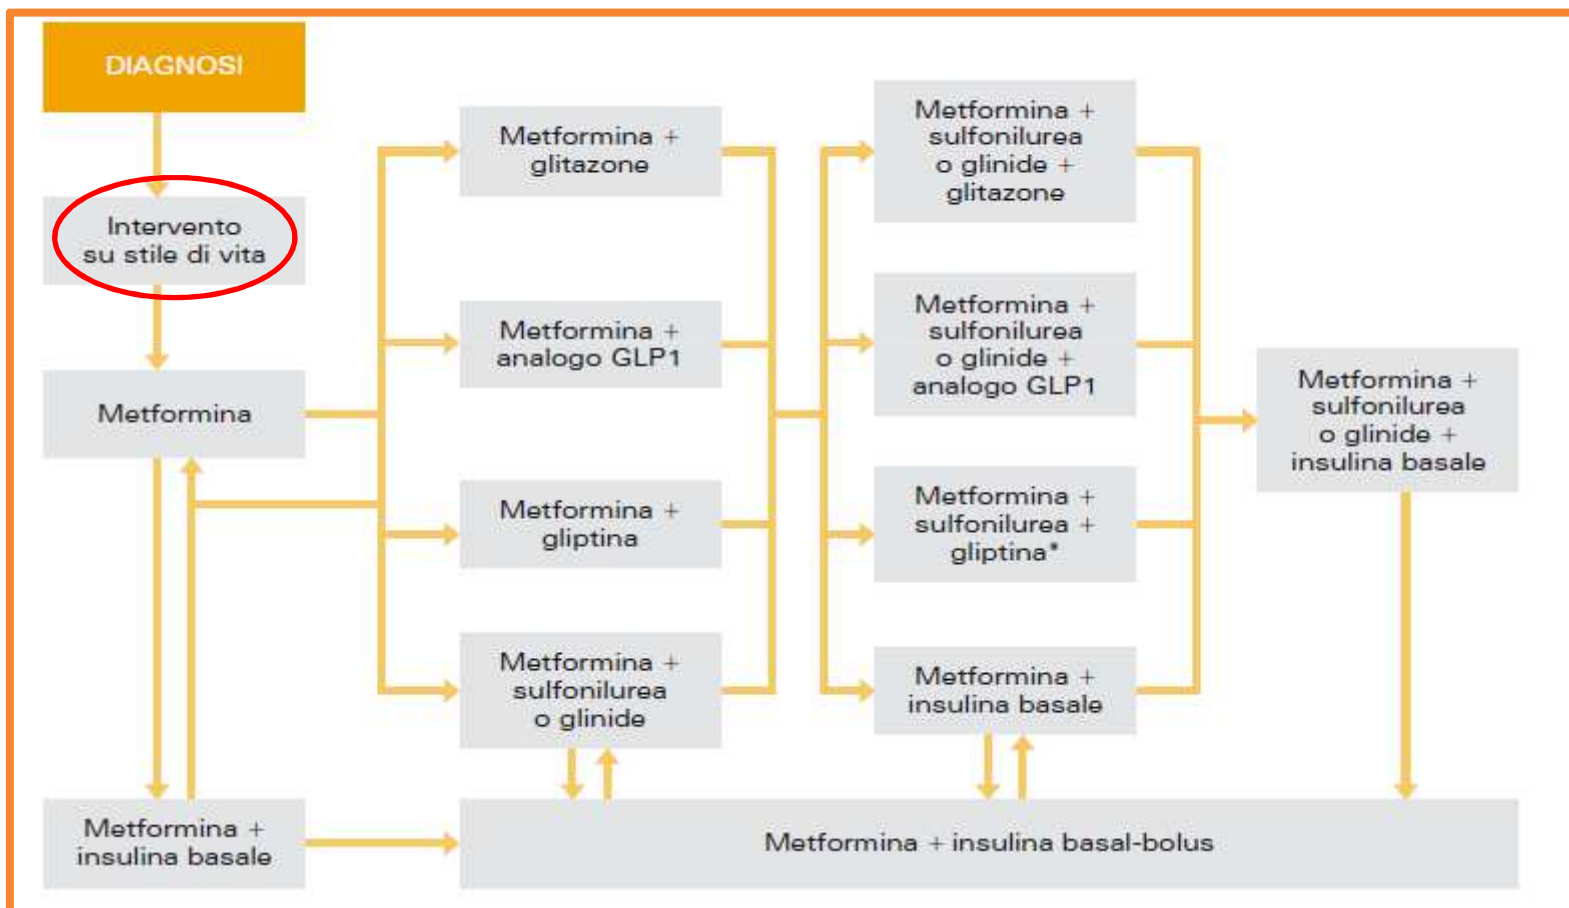 DIAGNOSI
Intervento
su stile di vita
Metformina
Metformina +
insulina basale
Metformina +
glitazone
Metformina +
analogo GLP1
Metformina +
gliptina
Metformina +
sulfonilurea
o glinide
Metformina +
sulfonilurea
o glinide +
glitazone
Metformina +
sulfonilurea
o glinide +
analogo GLP1
Metformina +
sulfonilurea +
gliptina*
Metformina +
insulina basale
Metformina +
sulfonilurea
o glinide +
insulina basale
Metformina + insulina basal-bolus